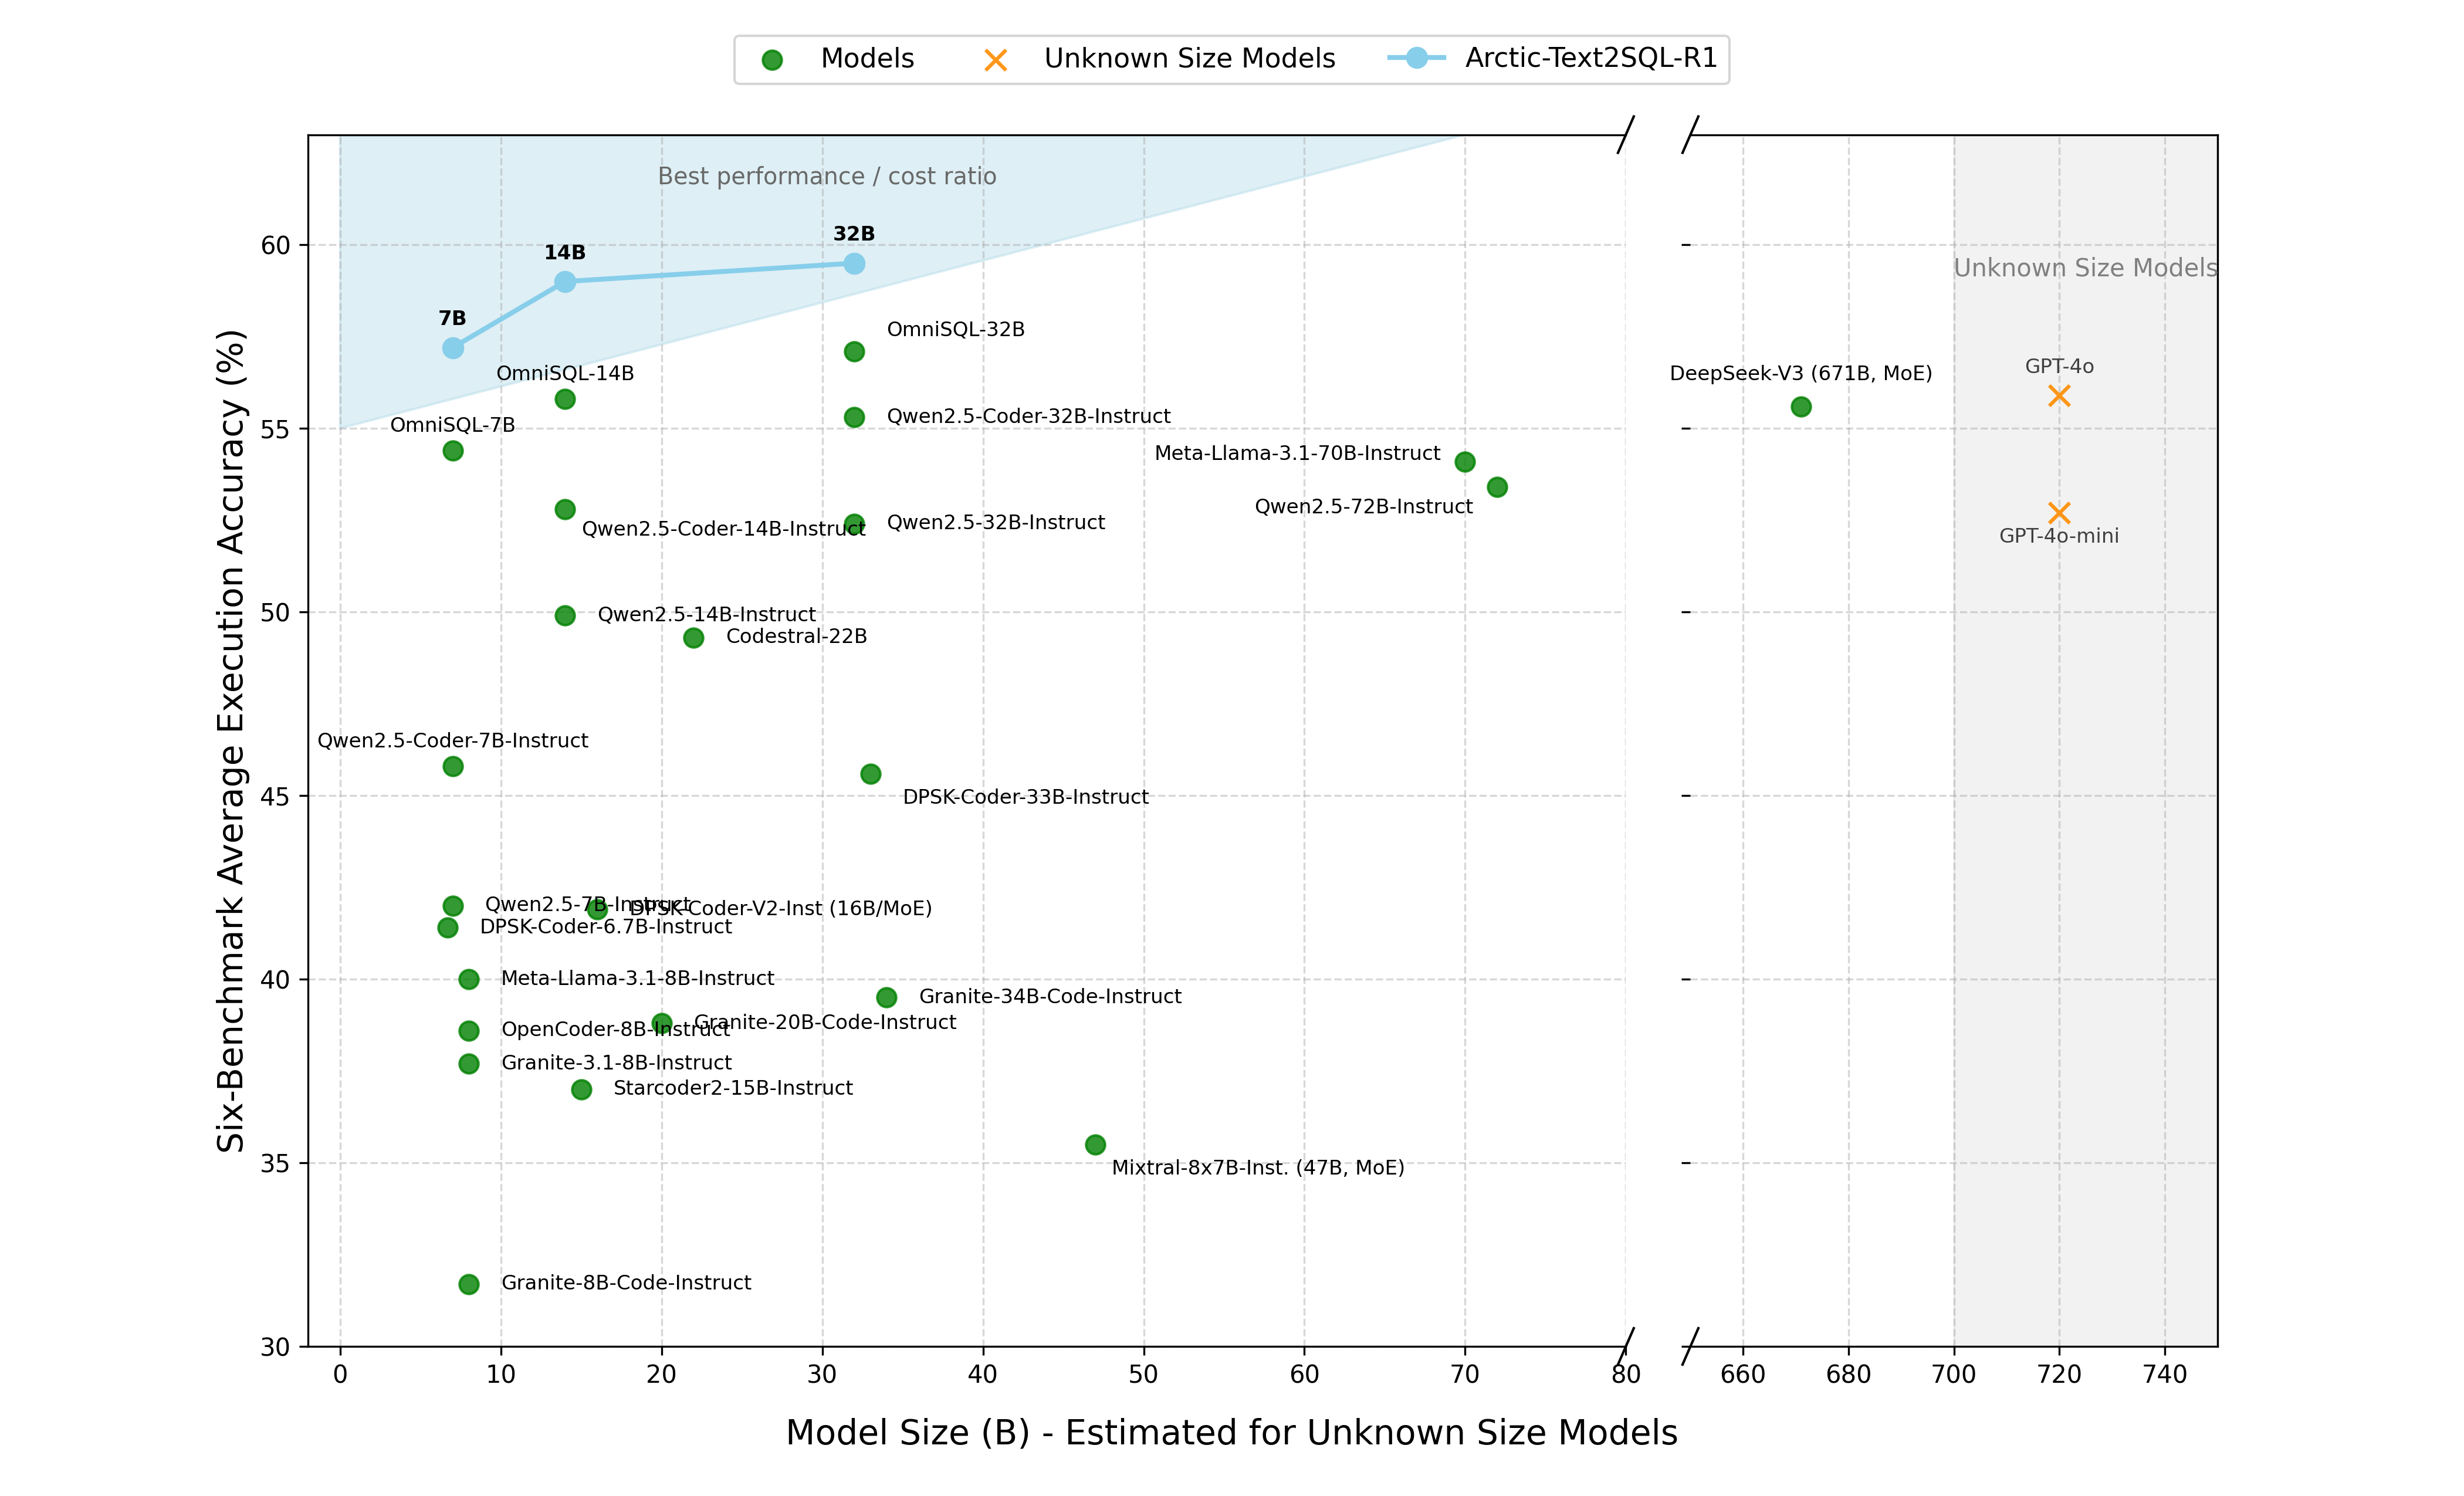 Models
Unknown Size Models
Arctic-Text2SQL-R1
Best performance / cost ratio
32B
14B
7B
Unknown Size Models
OmniSQL-32B
GPT-4o
OmniSQL-14B
DeepSeek-V3 (671B, MoE)
OmniSQL-7B
Qwen2.5-Coder-32B-Instruct
Meta-Llama-3.1-70B-Instruct
Qwen2.5-72B-Instruct
Qwen2.5-Coder-14B-Instruct
Qwen2.5-32B-Instruct
GPT-4o-mini
Qwen2.5-14B-Instruct
Codestral-22B
Qwen2.5-Coder-7B-Instruct
DPSK-Coder-33B-Instruct
Qwen2.5-7B-Instruct
DPSK-Coder-V2-Inst (16B/MoE)
DPSK-Coder-6.7B-Instruct
Meta-Llama-3.1-8B-Instruct
Granite-34B-Code-Instruct
Granite-20B-Code-Instruct
OpenCoder-8B-Instruct
Granite-3.1-8B-Instruct
Starcoder2-15B-Instruct
Mixtral-8x7B-Inst. (47B, MoE)
Granite-8B-Code-Instruct
60
55
50
45
40
35
30
Six-Benchmark Average Execution Accuracy (%)
0 10 20 30 40 50 60 70 80 660 680 700 720 740
Model Size (B) - Estimated for Unknown Size Models